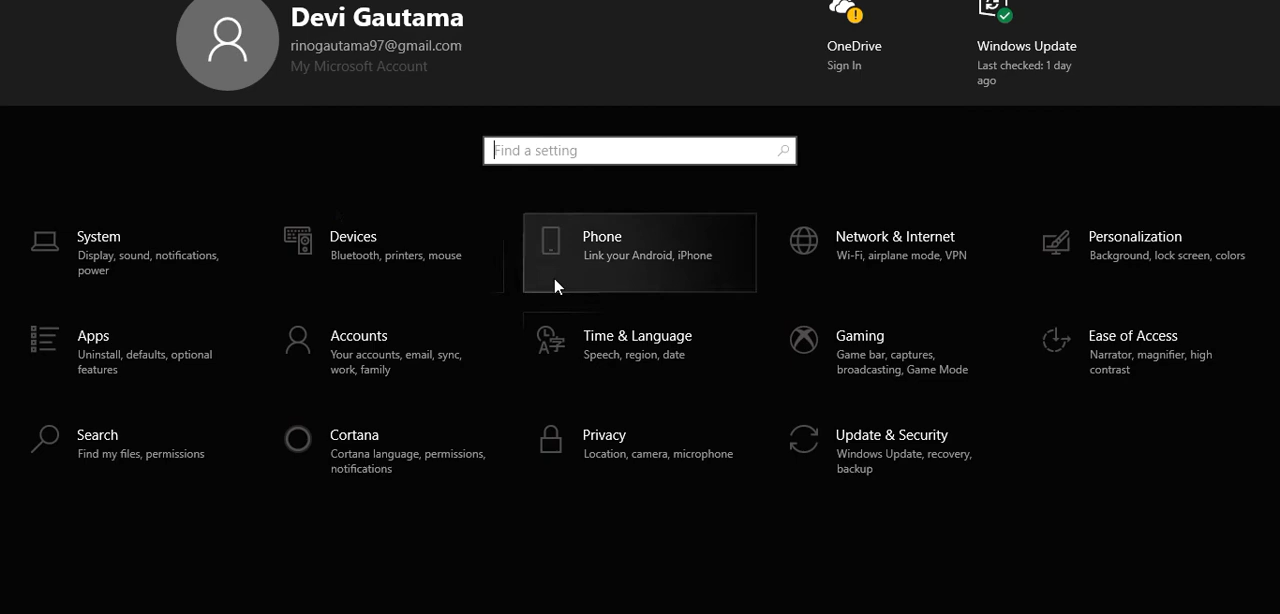 Devi Gautama
rinogautama97@gmail.com
My Microsoft Account
OneDrive
Sign In
Windows Update
Last checked: 1 day
ago
Find a setting
System
Display, sound, notifications,
power
Devices
Bluetooth, printers, mouse
Phone
Link your Android, iPhone
Network & Internet
Wi-Fi, airplane mode, VPN
Personalization
Background, lock screen, colors
Apps
Uninstall, defaults, optional
features
Accounts
Your accounts, email, sync,
work, family
Time & Language
Speech, region, date
Gaming
Game bar, captures,
broadcasting, Game Mode
Ease of Access
Narrator, magnifier, high
contrast
Search
Find my files, permissions
Cortana
Cortana language, permissions,
notifications
Privacy
Location, camera, microphone
Update & Security
Windows Update, recovery,
backup